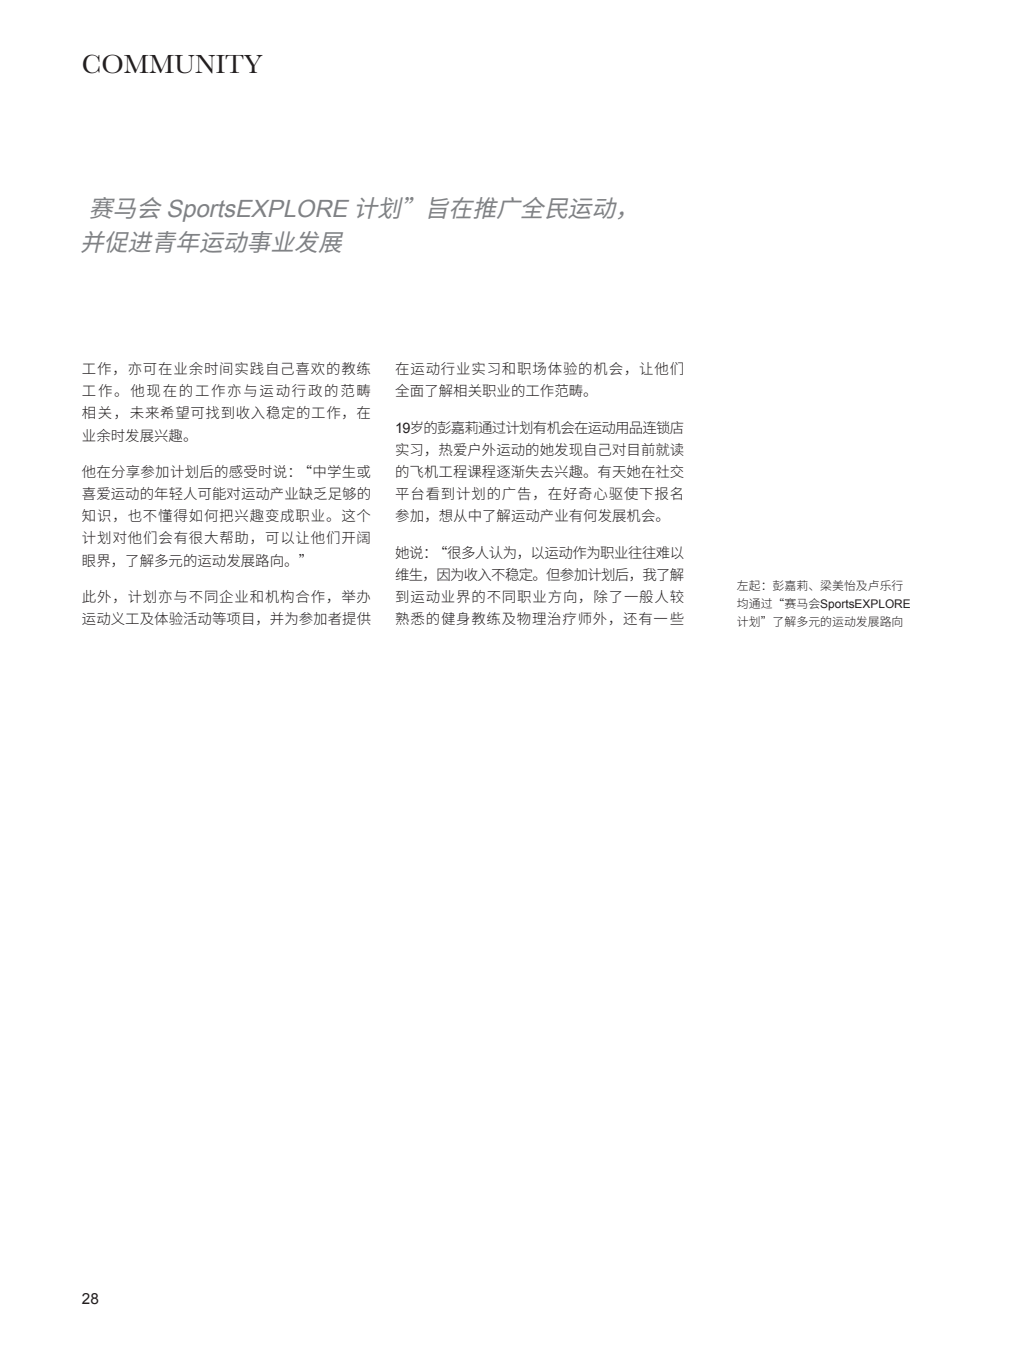 COMMUNITY
赛马会 SportsEXPLORE 计划”旨在推广全民运动，
并促进青年运动事业发展
工作，亦可在业余时间实践自己喜欢的教练
工作。他现在的工作亦与运动行政的范畴
相关，未来希望可找到收入稳定的工作，在
业余时发展兴趣。
他在分享参加计划后的感受时说：“中学生或
喜爱运动的年轻人可能对运动产业缺乏足够的
知识，也不懂得如何把兴趣变成职业。这个
计划对他们会有很大帮助，可以让他们开阔
眼界，了解多元的运动发展路向。”
此外，计划亦与不同企业和机构合作，举办
运动义工及体验活动等项目，并为参加者提供
在运动行业实习和职场体验的机会，让他们
全面了解相关职业的工作范畴。
19岁的彭嘉莉通过计划有机会在运动用品连锁店
实习，热爱户外运动的她发现自己对目前就读
的飞机工程课程逐渐失去兴趣。有天她在社交
平台看到计划的广告，在好奇心驱使下报名
参加，想从中了解运动产业有何发展机会。
她说：“很多人认为，以运动作为职业往往难以
维生，因为收入不稳定。但参加计划后，我了解
到运动业界的不同职业方向，除了一般人较
熟悉的健身教练及物理治疗师外，还有一些
左起：彭嘉莉、梁美怡及卢乐行
均通过“赛马会SportsEXPLORE
计划”了解多元的运动发展路向
28